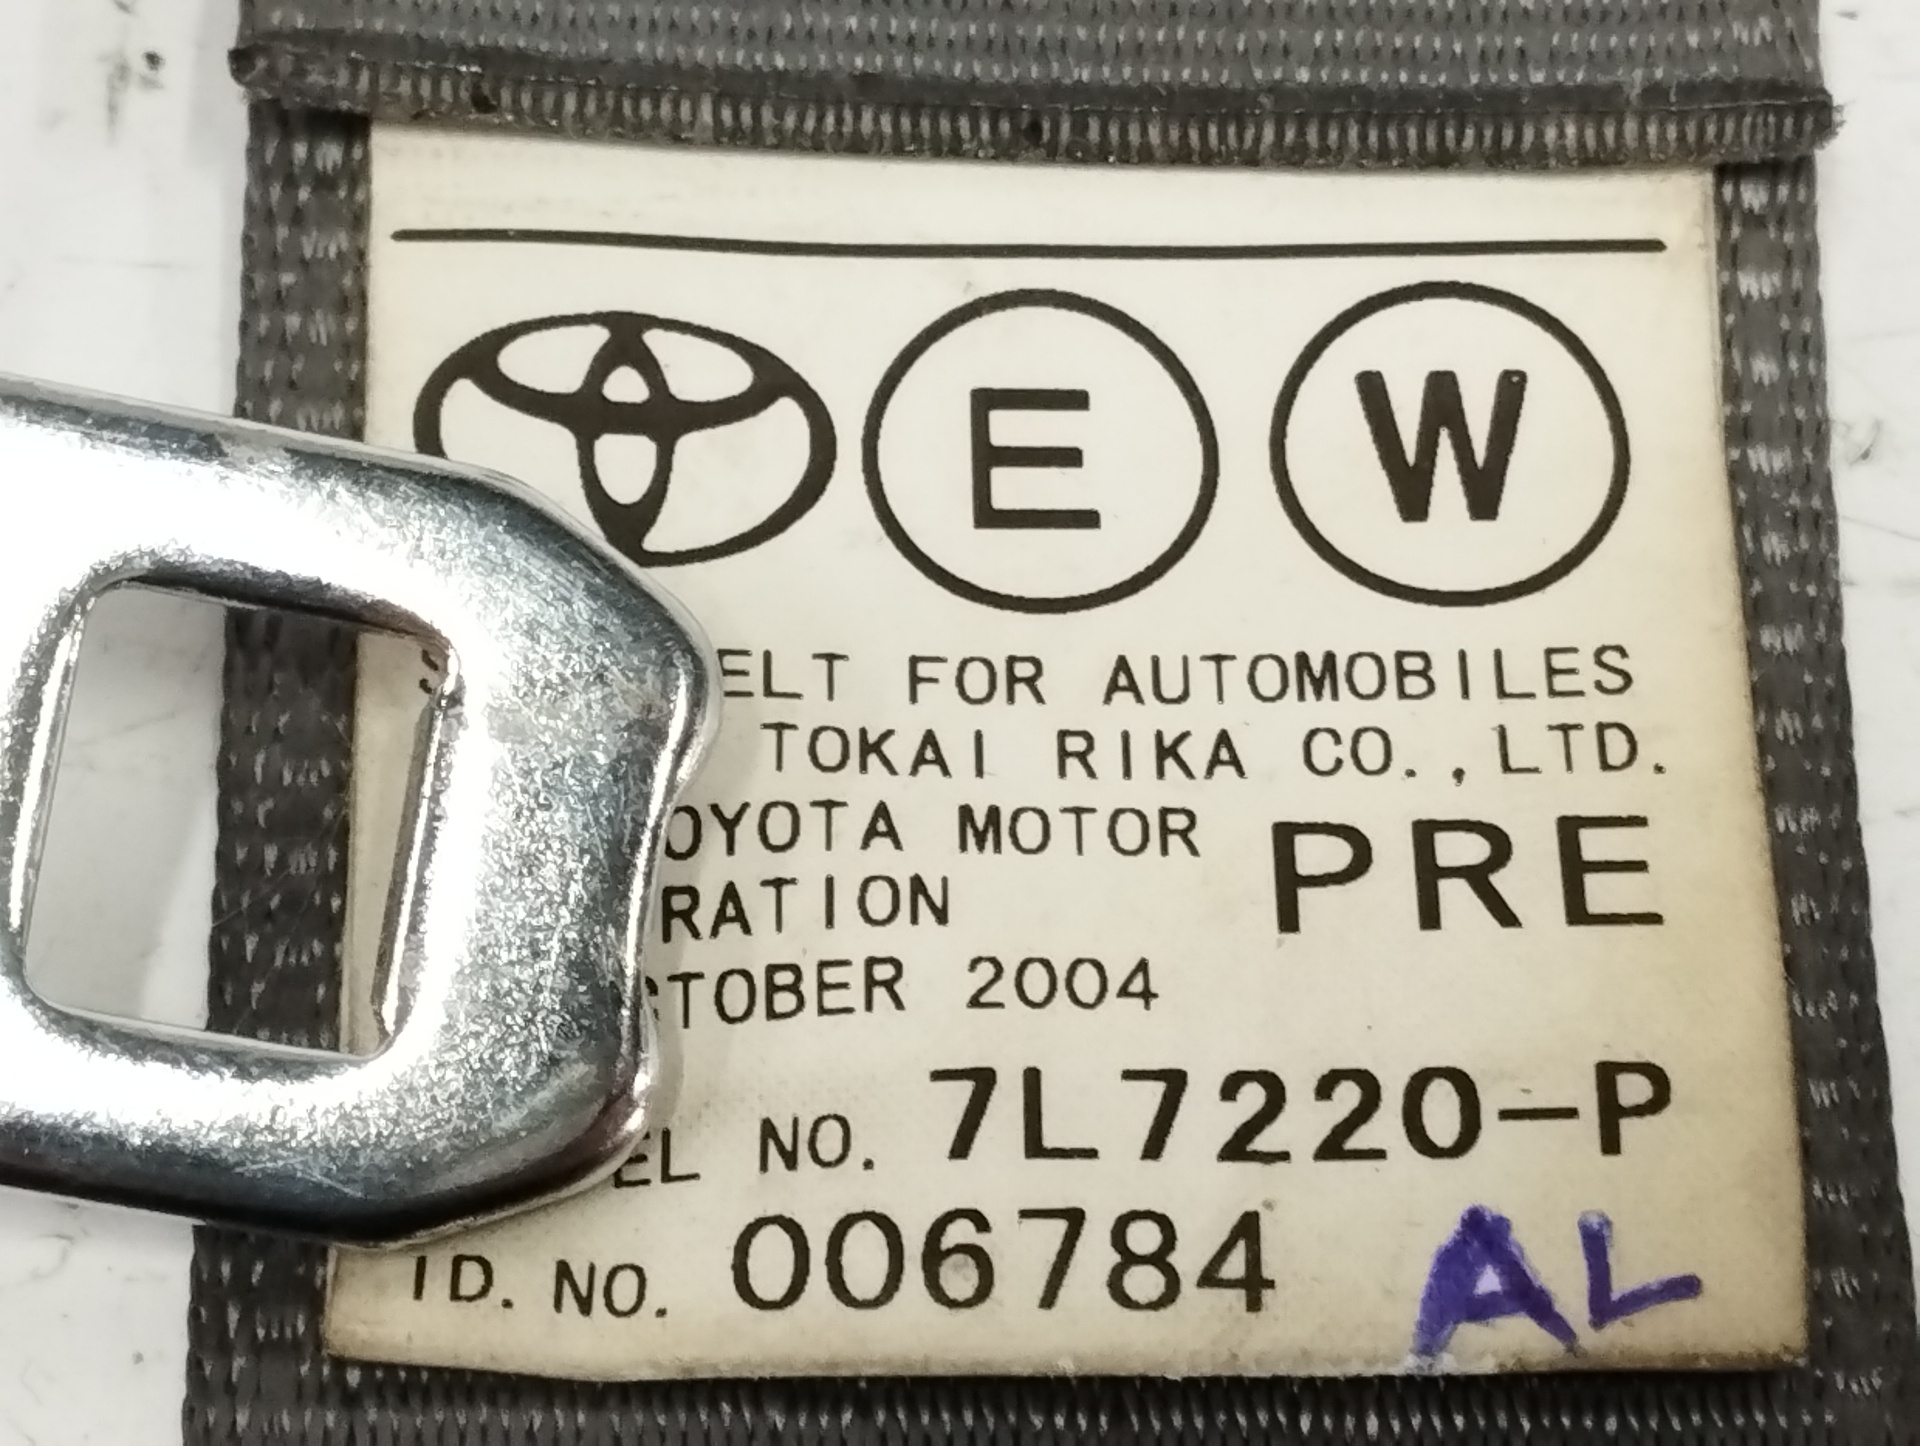 E W
ELT FOR AUTOMOBILES
TOKAI RIKA CO., LTD.
OYOTA MOTOR PRE
RATION
TOBER 2004
EL NO. 7L7220-P
ID. NO. 006784 AL